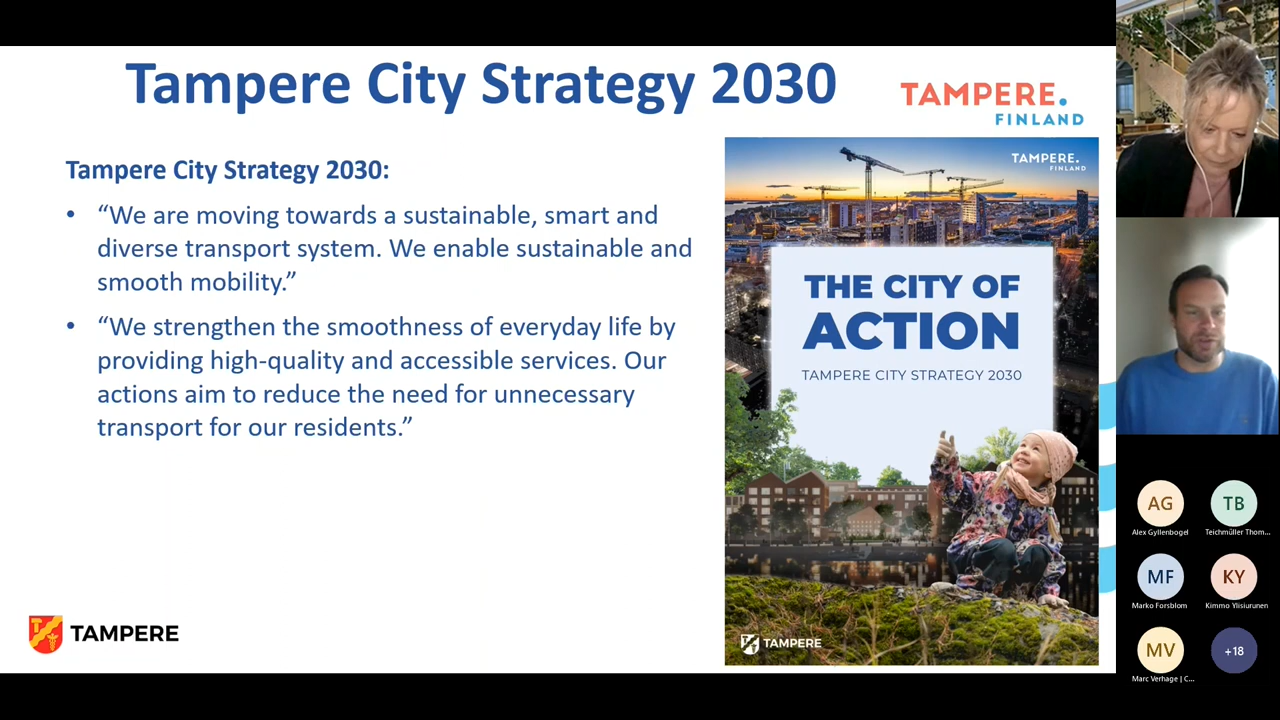 Tampere City Strategy 2030
TAMPERE.
FINLAND
Tampere City Strategy 2030:
• “We are moving towards a sustainable, smart and
diverse transport system. We enable sustainable and
smooth mobility.”
• “We strengthen the smoothness of everyday life by
providing high-quality and accessible services. Our
actions aim to reduce the need for unnecessary
transport for our residents.”
TAMPERE
TAMPERE.
FINLAND
THE CITY OF
ACTION
TAMPERE CITY STRATEGY 2030
TAMPERE
AG
Alex Gyllenbogel
TB
Teichmüller Thom...
MF
Marko Forsblom
KY
Kimmo Ylisiurunen
MV
Marc Verhage | C...
+18